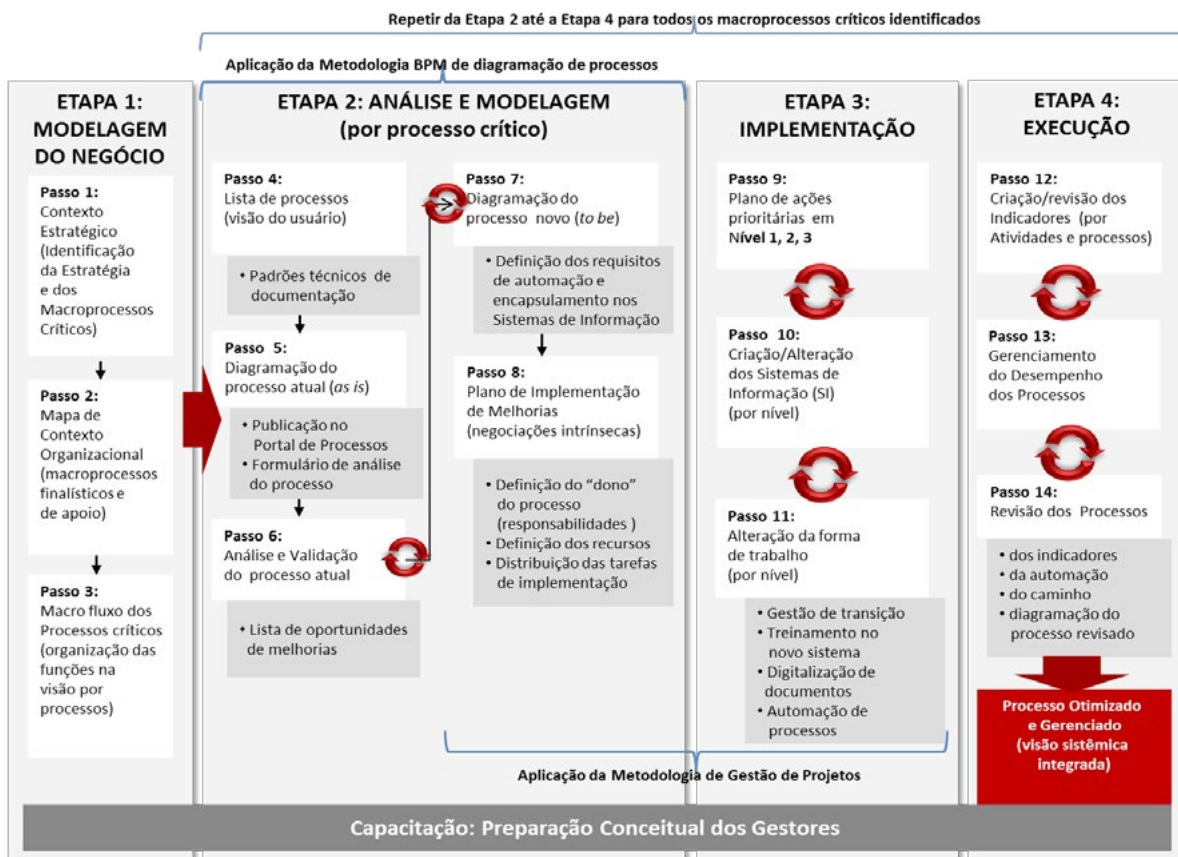 Repetir da Etapa 2 até a Etapa 4 para todos os macroprocessos críticos identificados
Aplicação da Metodologia BPM de diagramação de processos
ETAPA 1:
MODELAGEM
DO NEGÓCIO
Passo 1:
Contexto
Estratégico
(Identificação
da Estratégia
e dos
Macroprocessos
Críticos)
Passo 2:
Mapa de
Contexto
Organizacional
(macroprocessos
finalísticos e
de apoio)
Passo 3:
Macro fluxo dos
Processos críticos
(organização das
funções na
visão por
processos)
ETAPA 2: ANÁLISE E MODELAGEM
(por processo crítico)
Passo 4:
Lista de processos
(visão do usuário)
• Padrões técnicos de
documentação
Passo 5:
Diagramação do
processo atual (as is)
• Publicação no
Portal de Processos
• Formulário de análise
do processo
Passo 6:
Análise e Validação
do processo atual
• Lista de oportunidades
de melhorias
Passo 7:
Diagramação do
processo novo (to be)
• Definição dos requisitos
de automação e
encapsulamento nos
Sistemas de Informação
Passo 8:
Plano de Implementação
de Melhorias
(negociações intrínsecas)
• Definição do “dono”
do processo
(responsabilidades )
• Definição dos recursos
• Distribuição das tarefas
de implementação
ETAPA 3:
IMPLEMENTAÇÃO
Passo 9:
Plano de ações
prioritárias em
Nível 1, 2, 3
Passo 10:
Criação/Alteração
dos Sistemas de
Informação (SI)
(por nível)
Passo 11:
Alteração da forma
de trabalho
(por nível)
• Gestão de transição
• Treinamento no
novo sistema
• Digitalização de
documentos
• Automação de
processos
ETAPA 4:
EXECUÇÃO
Passo 12:
Criação/revisão dos
Indicadores (por
Atividades e processos)
Passo 13:
Gerenciamento
do Desempenho
dos Processos
Passo 14:
Revisão dos Processos
• dos indicadores
• da automação
• do caminho
• diagramação do
processo revisado
Processo Otimizado
e Gerenciado
(visão sistêmica
integrada)
Aplicação da Metodologia de Gestão de Projetos
Capacitação: Preparação Conceitual dos Gestores